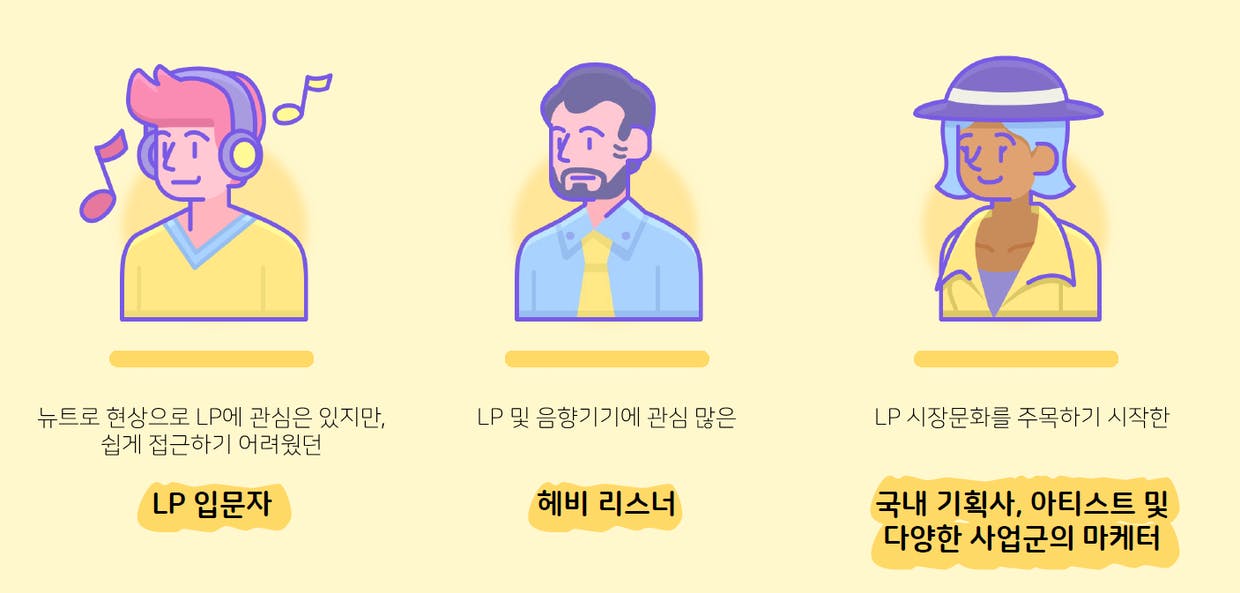 뉴트로 현상으로 LP에 관심은 있지만,
쉽게 접근하기 어려웠던
LP 입문자
LP 및 음향기기에 관심 많은
헤비 리스너
LP 시장문화를 주목하기 시작한
국내 기획사, 아티스트 및
다양한 사업군의 마케터